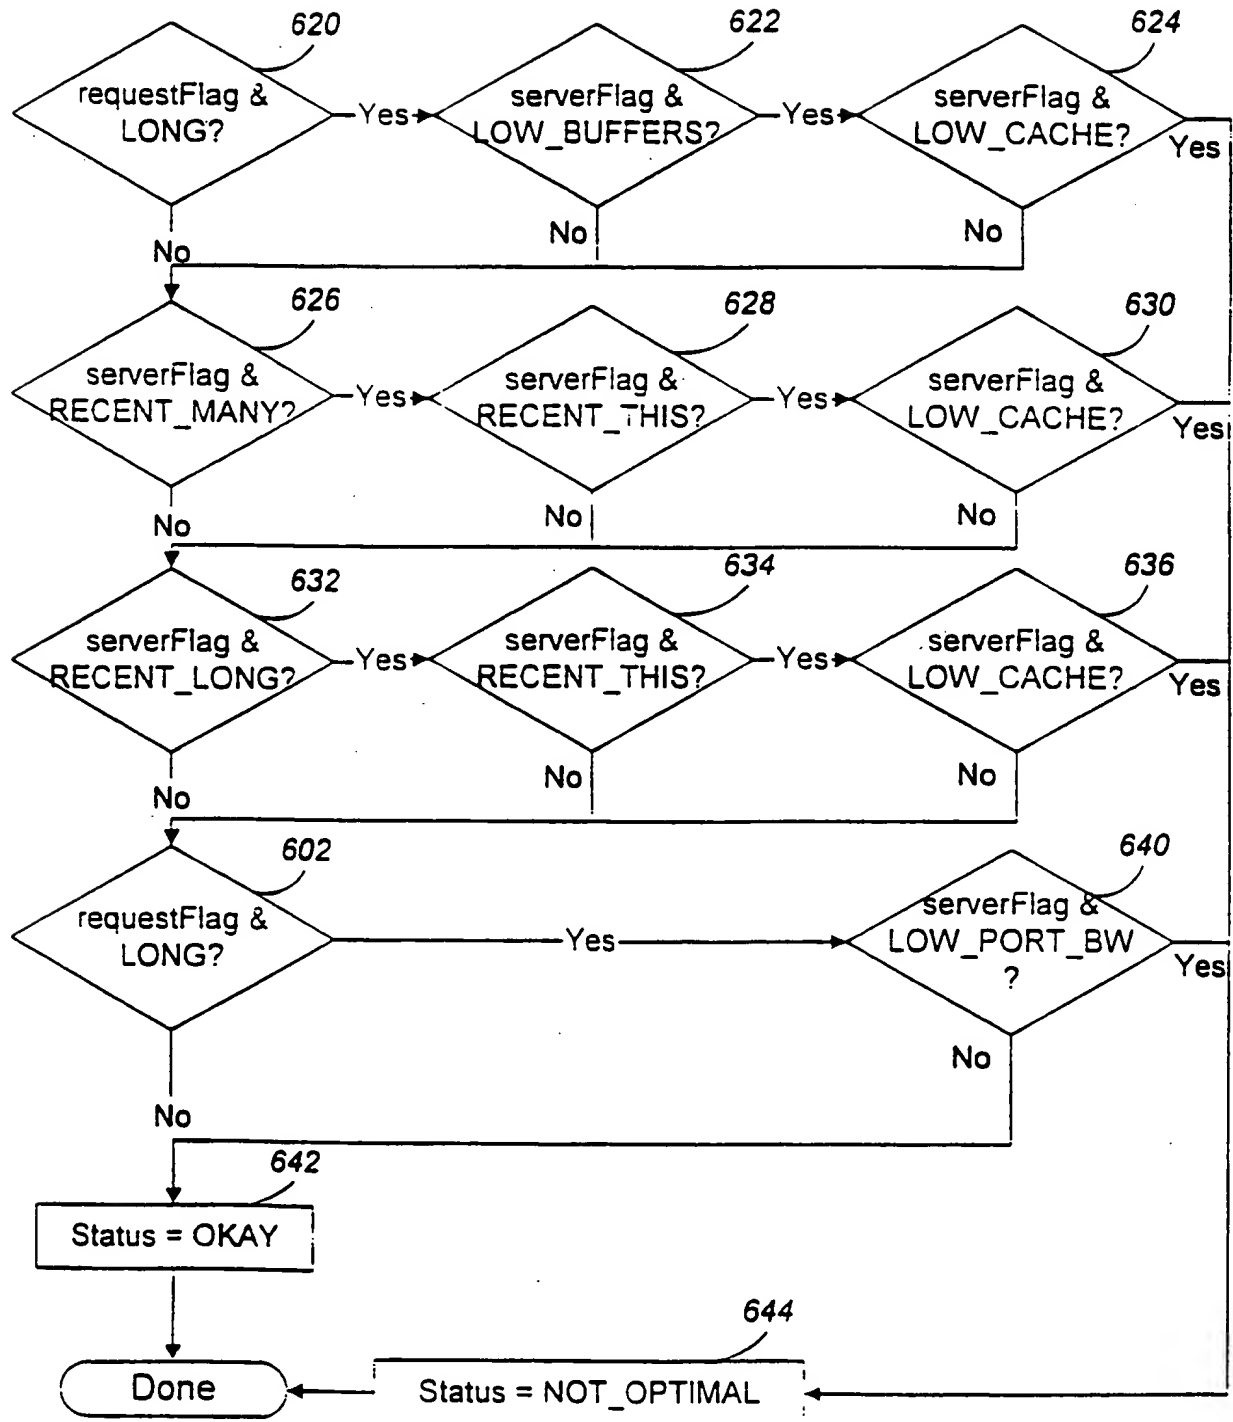 620
622
624
requestFlag &
LONG?
Yes
serverFlag &
LOW_BUFFERS?
Yes
serverFlag &
LOW_CACHE?
Yes
No
No
No
626
628
630
serverFlag &
RECENT_MANY?
Yes
serverFlag &
RECENT_THIS?
Yes
serverFlag &
LOW_CACHE?
Yes
No
No
No
632
634
636
serverFlag &
RECENT_LONG?
Yes
serverFlag &
RECENT_THIS?
Yes
serverFlag &
LOW_CACHE?
Yes
No
No
No
602
640
requestFlag &
LONG?
Yes
serverFlag &
LOW_PORT_BW
?
Yes
No
No
642
Status = OKAY
644
Done
Status = NOT_OPTIMAL